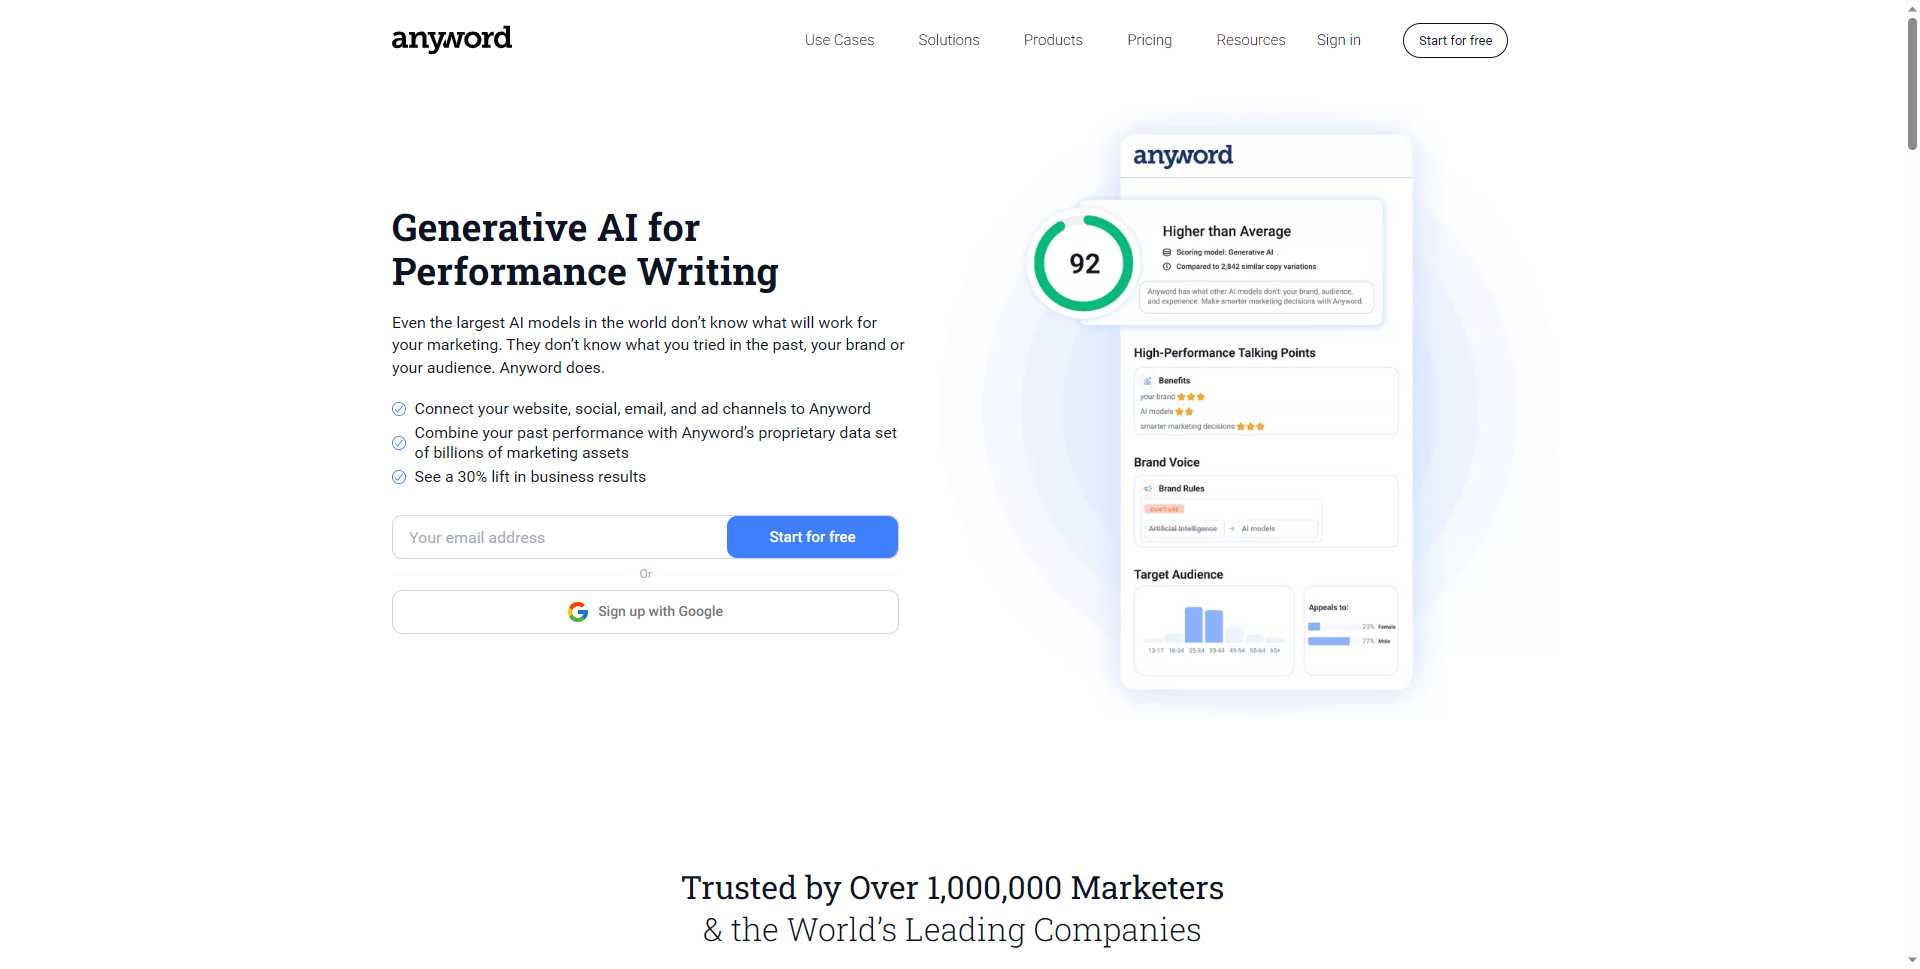 anyword
Use Cases
Solutions
Products
Pricing
Resources
Sign in
Start for free
Generative AI for
Performance Writing
Even the largest AI models in the world don’t know what will work for
your marketing. They don’t know what you tried in the past, your brand or
your audience. Anyword does.
Connect your website, social, email, and ad channels to Anyword
Combine your past performance with Anyword’s proprietary data set
of billions of marketing assets
See a 30% lift in business results
Your email address
Start for free
Or
Sign up with Google
anyword
92
Higher than Average
Scoring model: Generative AI .
Compared to 2,842 similar copy variations
Anyword has what other AI models don't: your brand, audience,
and experience. Make smarter marketing decisions with Anyword.
High-Performance Talking Points
Benefits
your brand
AI models
smarter marketing decisions
Brand Voice
Brand Rules
DON'T USE
Artificial Intelligence → AI models
Target Audience
13-17 18-24 25-34 35-44 45-54 55-64 65+
Appeals to:
23% Female
77% Male
Trusted by Over 1,000,000 Marketers
& the World’s Leading Companies